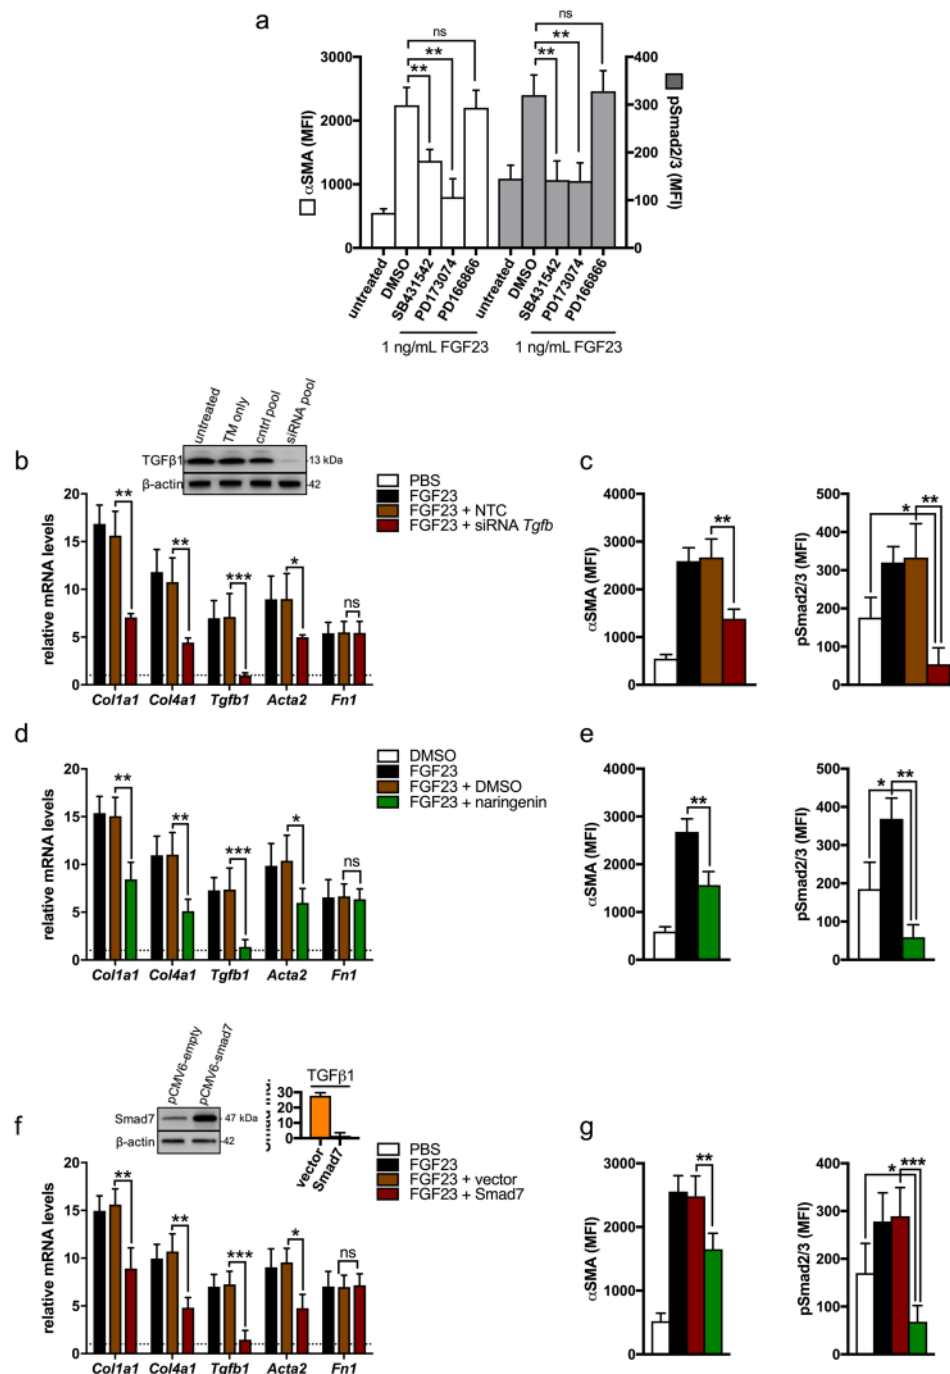 a
ns
**
**
ns
**
**
3000
2000
1000
0
αSMA (MFI)
400
300
200
100
0
pSmad2/3 (MFI)
untreated
DMSO
SB431542
PD173074
PD166866
untreated
DMSO
SB431542
PD173074
PD166866
1 ng/mL FGF23
1 ng/mL FGF23
b
untreated
TM only
cntrl pool
siRNA pool
TGFβ1
13 kDa
β-actin
42
PBS
FGF23
FGF23 + NTC
FGF23 + siRNA Tgfb
relative mRNA levels
20
15
10
5
0
**
**
***
*
ns
Col1a1
Col4a1
Tgfb1
Acta2
Fn1
c
αSMA (MFI)
4000
3000
2000
1000
0
**
pSmad2/3 (MFI)
500
400
300
200
100
0
*
**
d
DMSO
FGF23
FGF23 + DMSO
FGF23 + naringenin
relative mRNA levels
20
15
10
5
0
**
**
***
*
ns
Col1a1
Col4a1
Tgfb1
Acta2
Fn1
e
αSMA (MFI)
4000
3000
2000
1000
0
**
pSmad2/3 (MFI)
500
400
300
200
100
0
*
**
f
pCMV6-empty
pCMV6-smad7
Smad7
47 kDa
β-actin
42
TGFβ1
30
20
10
0
vector
Smad7
PBS
FGF23
FGF23 + vector
FGF23 + Smad7
relative mRNA levels
20
15
10
5
0
**
**
***
*
ns
Col1a1
Col4a1
Tgfb1
Acta2
Fn1
g
αSMA (MFI)
3000
2000
1000
0
**
pSmad2/3 (MFI)
400
300
200
100
0
*
***